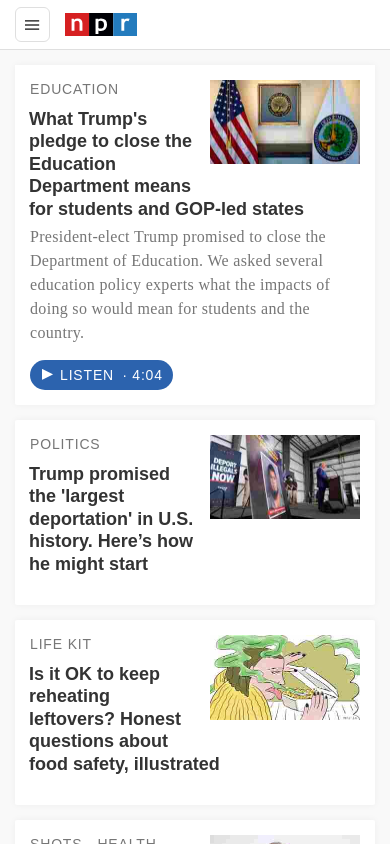 npr
EDUCATION
What Trump's
pledge to close the
Education
Department means
for students and GOP-led states
President-elect Trump promised to close the
Department of Education. We asked several
education policy experts what the impacts of
doing so would mean for students and the
country.
LISTEN · 4:04
POLITICS
Trump promised
the 'largest
deportation' in U.S.
history. Here’s how
he might start
DEPORT
ILLEGALS
NOW
LIFE KIT
Is it OK to keep
reheating
leftovers? Honest
questions about
food safety, illustrated
SHOTS - HEALTH